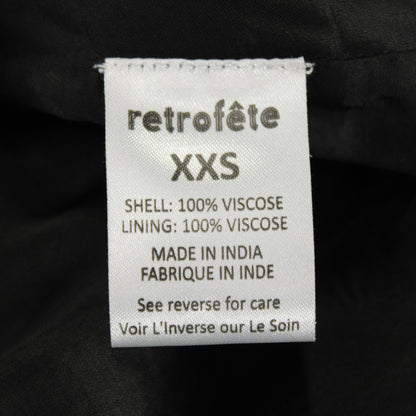 retrofête
XXS
SHELL: 100% VISCOSE
LINING: 100% VISCOSE
MADE IN INDIA
FABRIQUE IN INDE
See reverse for care
Voir L'Inverse our Le Soin